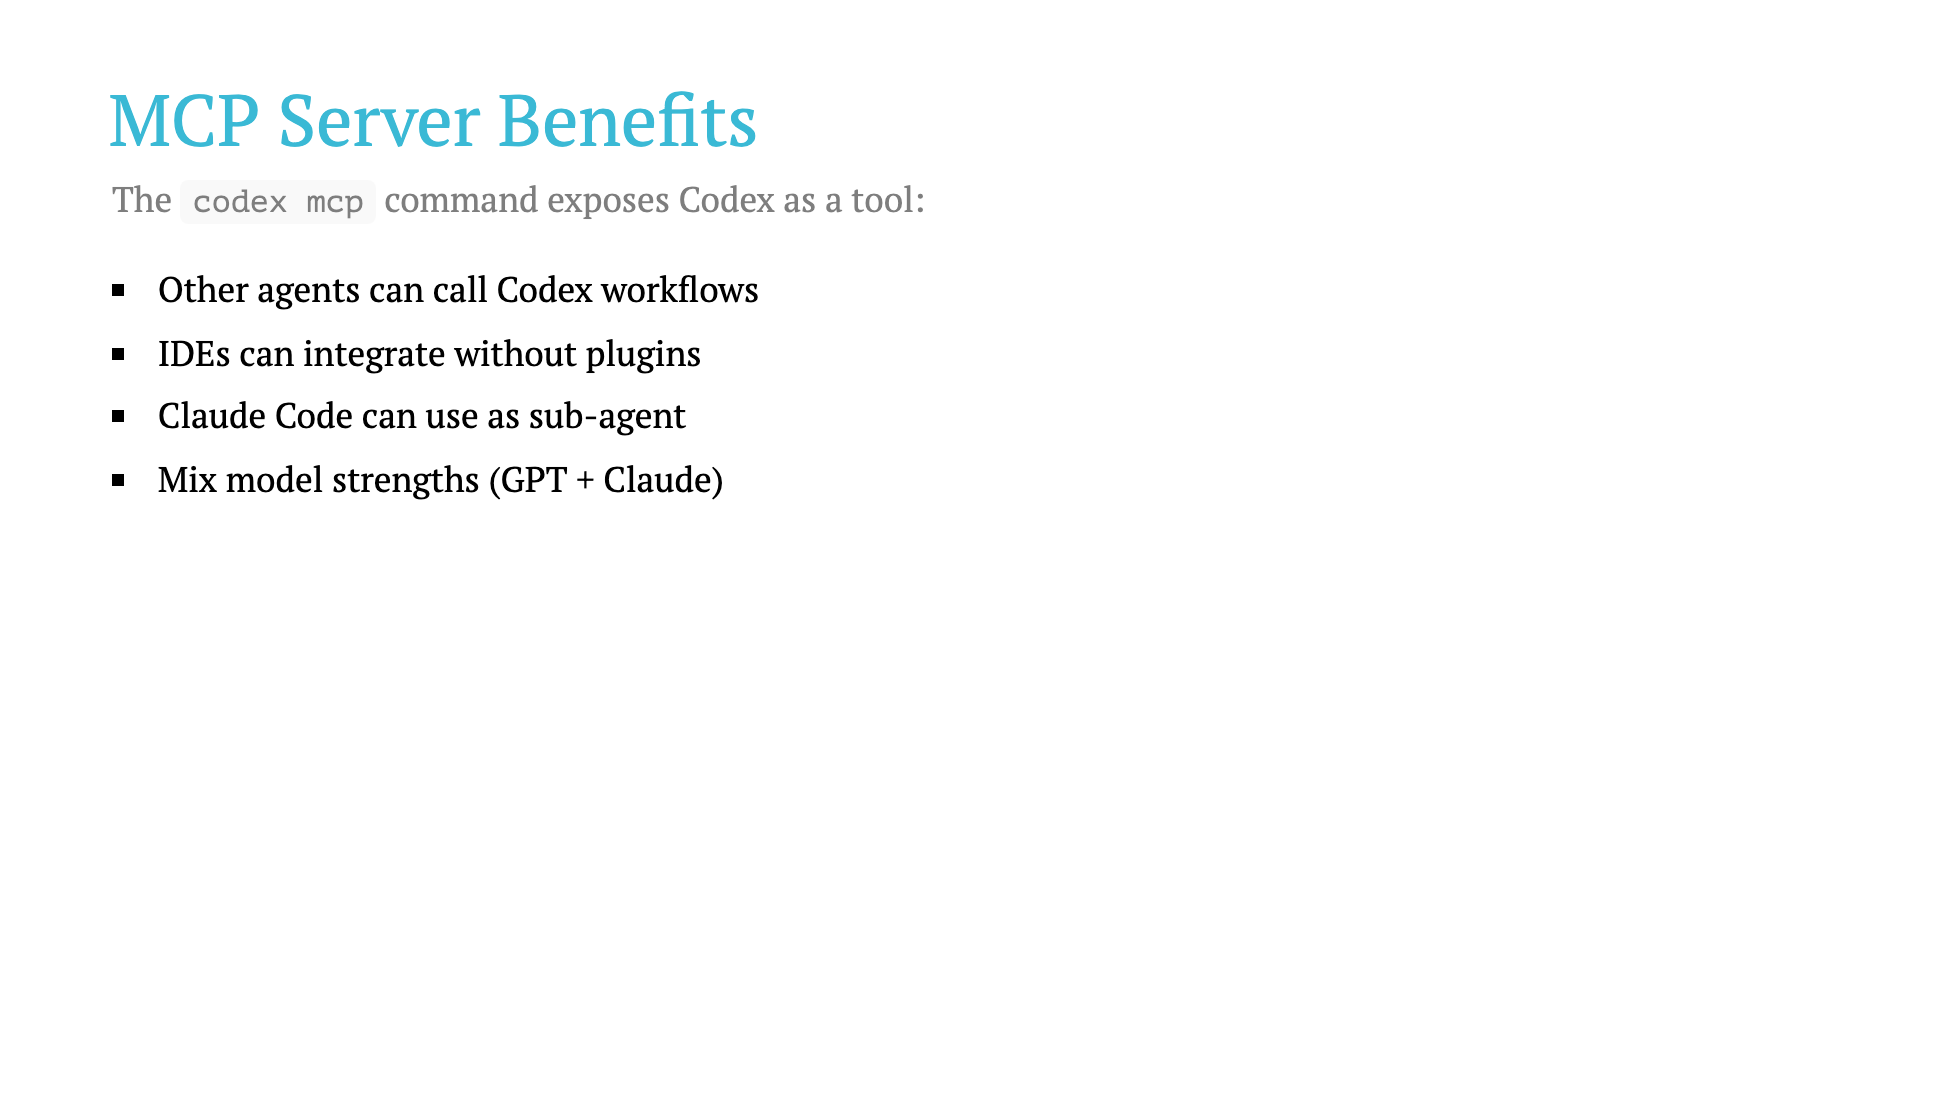 MCP Server Benefits
The codex mcp command exposes Codex as a tool:
▪ Other agents can call Codex workflows
▪ IDEs can integrate without plugins
▪ Claude Code can use as sub-agent
▪ Mix model strengths (GPT + Claude)